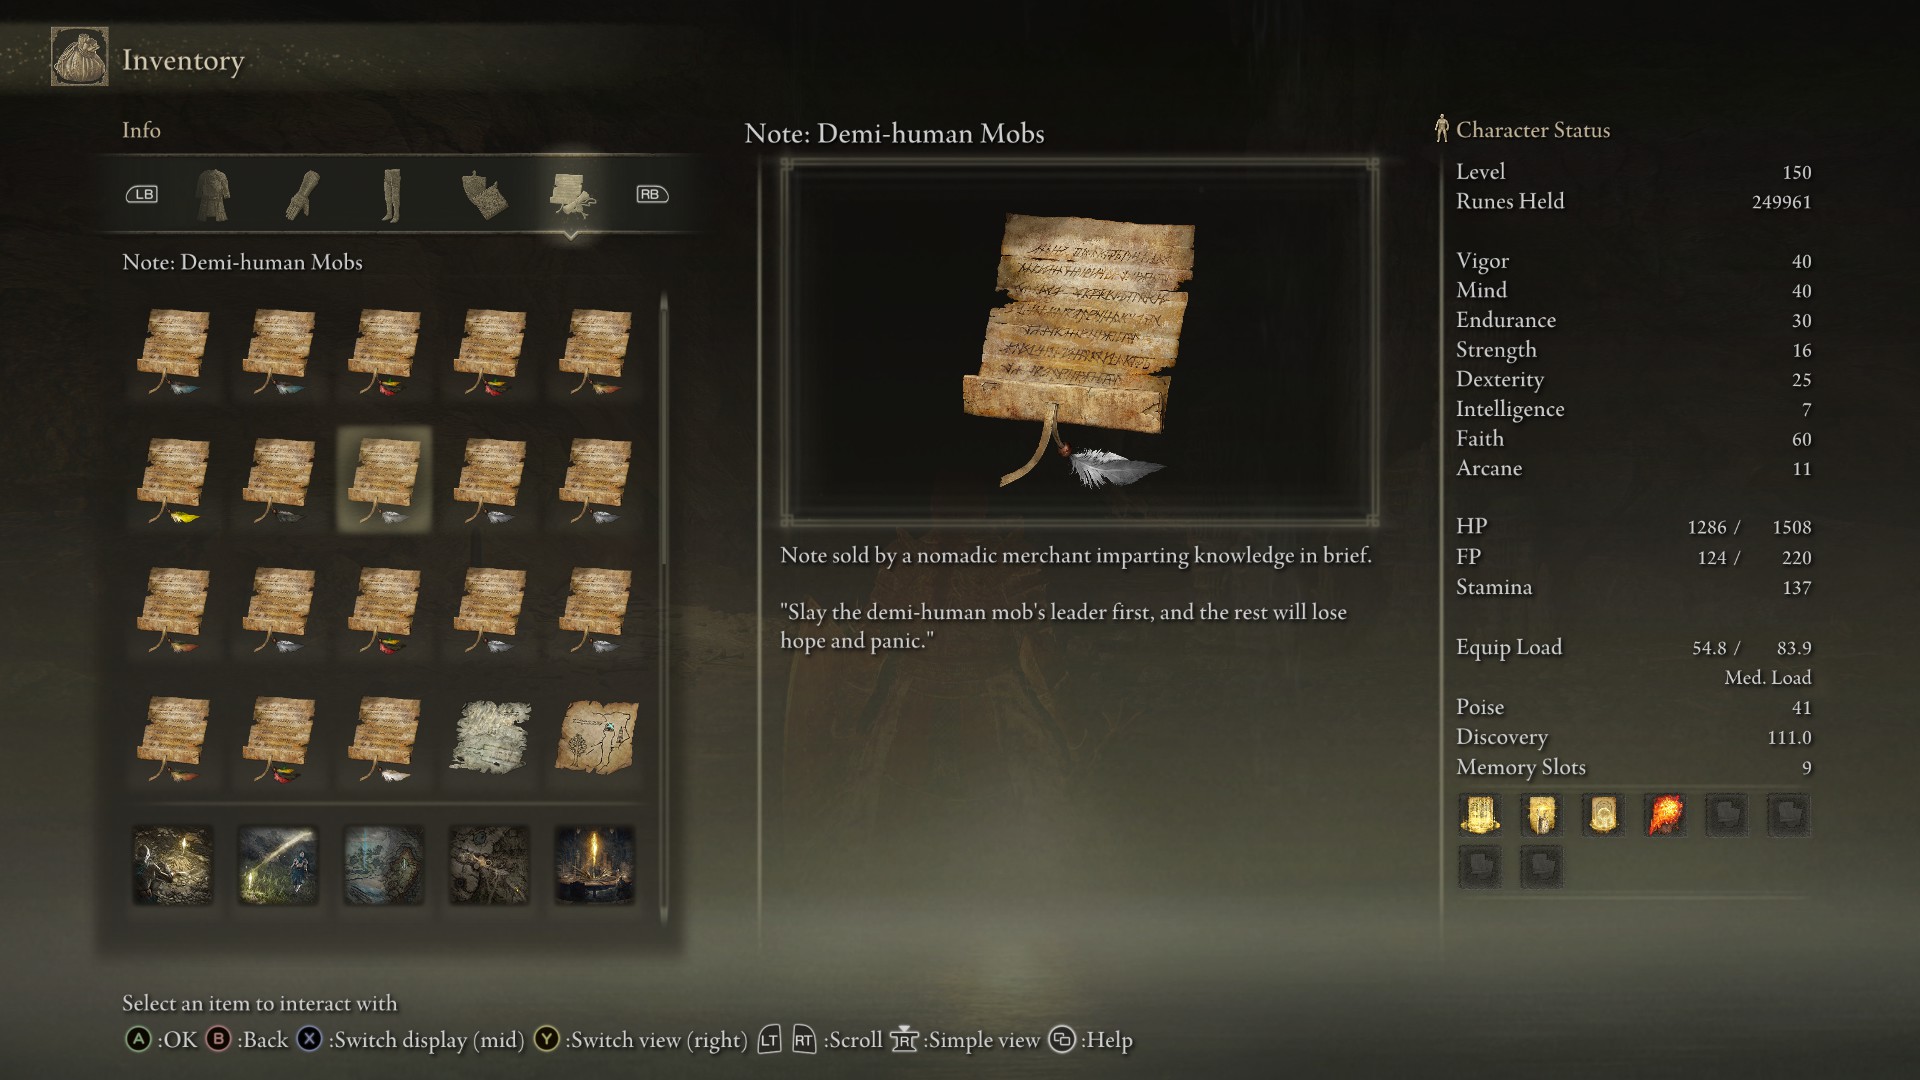 Inventory
Info
LB
RB
Note: Demi-human Mobs
Note: Demi-human Mobs
Note sold by a nomadic merchant imparting knowledge in brief.
"Slay the demi-human mob's leader first, and the rest will lose
hope and panic."
Character Status
Level 150
Runes Held 249961
Vigor 40
Mind 40
Endurance 30
Strength 16
Dexterity 25
Intelligence 7
Faith 60
Arcane 11
HP 1286 / 1508
FP 124 / 220
Stamina 137
Equip Load 54.8 / 83.9
Med. Load
Poise 41
Discovery 111.0
Memory Slots 9
Select an item to interact with
A :OK B :Back X :Switch display (mid) Y :Switch view (right) LT RT :Scroll R :Simple view :Help